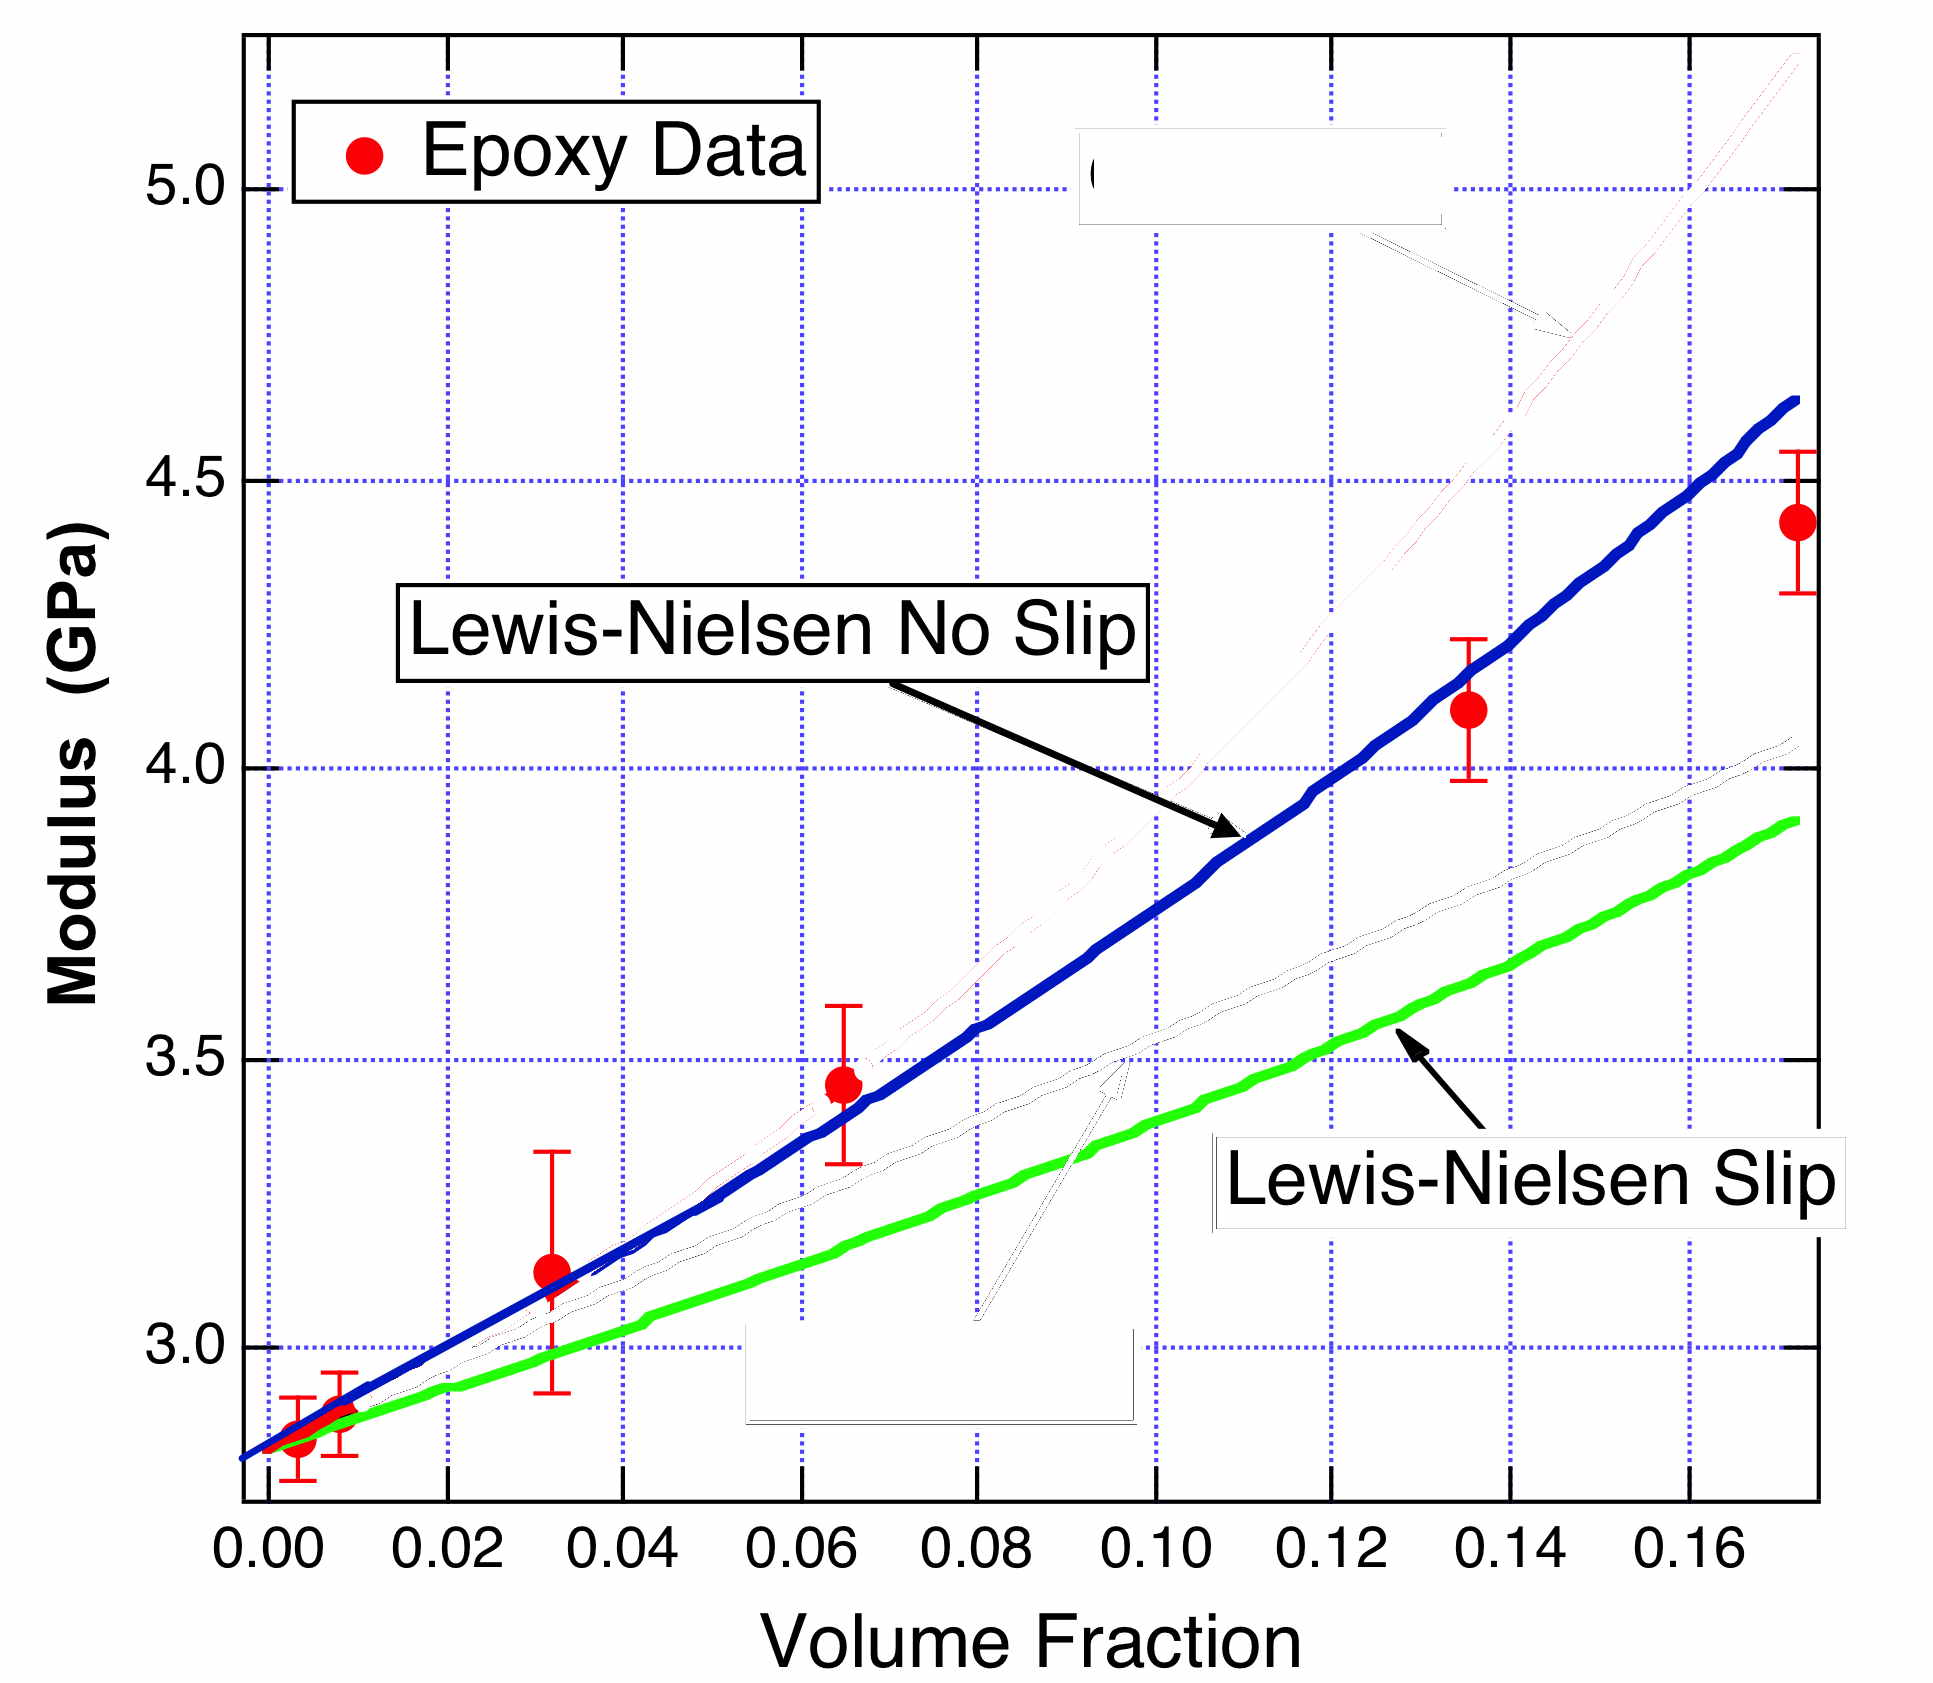 Epoxy Data
5.0
4.5
Lewis-Nielsen No Slip
4.0
3.5
Lewis-Nielsen Slip
3.0
Modulus (GPa)
0.00 0.02 0.04 0.06 0.08 0.10 0.12 0.14 0.16
Volume Fraction